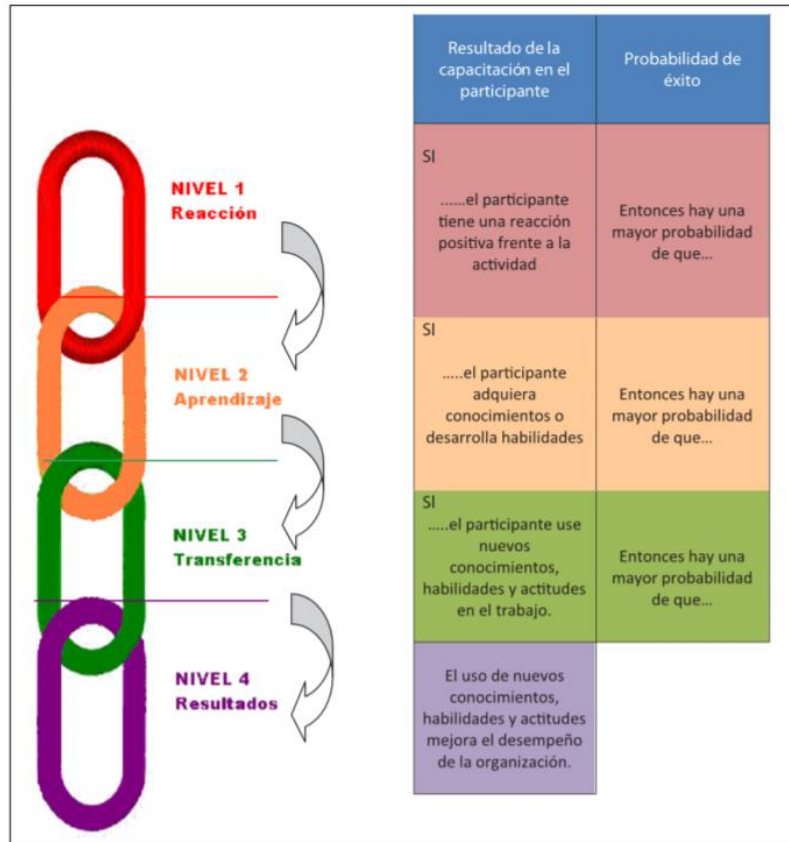 NIVEL 1
Reacción
NIVEL 2
Aprendizaje
NIVEL 3
Transferencia
NIVEL 4
Resultados
Resultado de la
capacitación en el
participante
Probabilidad de
éxito
SI
......el participante
tiene una reacción
positiva frente a la
actividad
Entonces hay una
mayor probabilidad
de que...
SI
.....el participante
adquiera
conocimientos o
desarrolla habilidades
Entonces hay una
mayor probabilidad
de que...
SI
.....el participante use
nuevos
conocimientos,
habilidades y actitudes
en el trabajo.
Entonces hay una
mayor probabilidad
de que...
El uso de nuevos
conocimientos,
habilidades y actitudes
mejora el desempeño
de la organización.